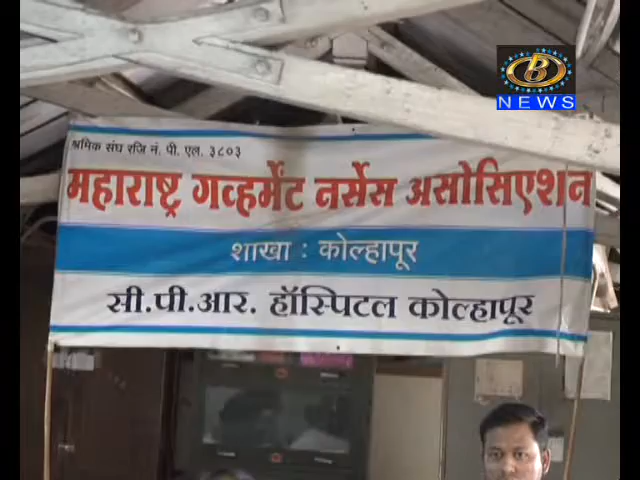 B
NEWS
श्रमिक संघ रजि नं. पी. एल. ३८०३
महाराष्ट्र गव्हर्मेंट नर्सेस असोसिएशन
शाखा : कोल्हापूर
सी.पी.आर. हॉस्पिटल कोल्हापूर